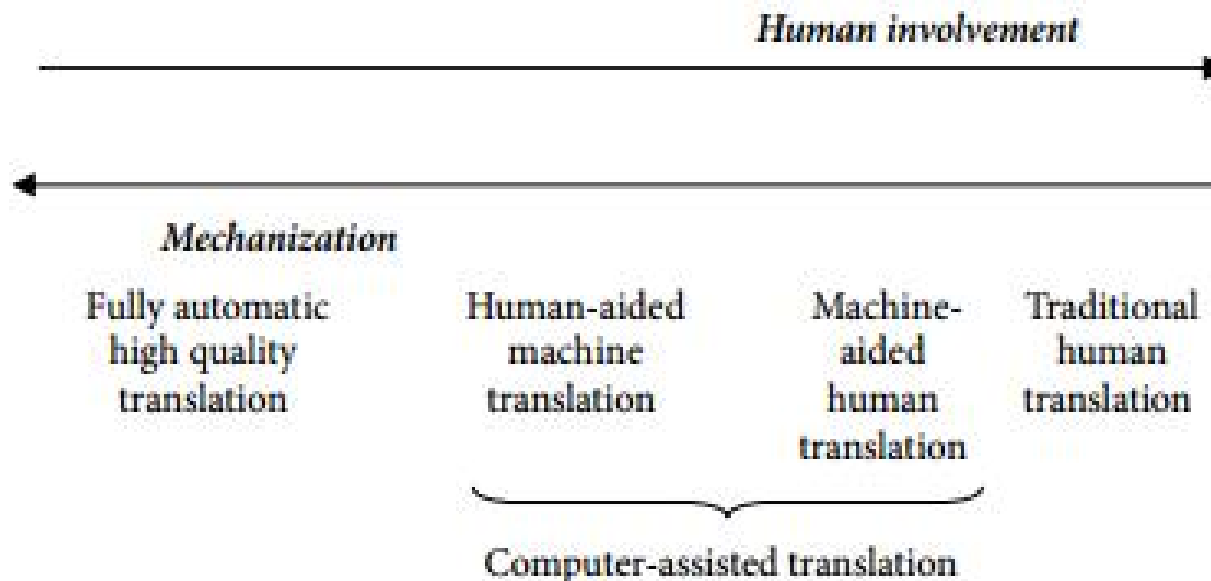 Human involvement
Mechanization
Fully automatic
high quality
translation
Human-aided
machine
translation
Machine-
aided
human
translation
Traditional
human
translation
Computer-assisted translation